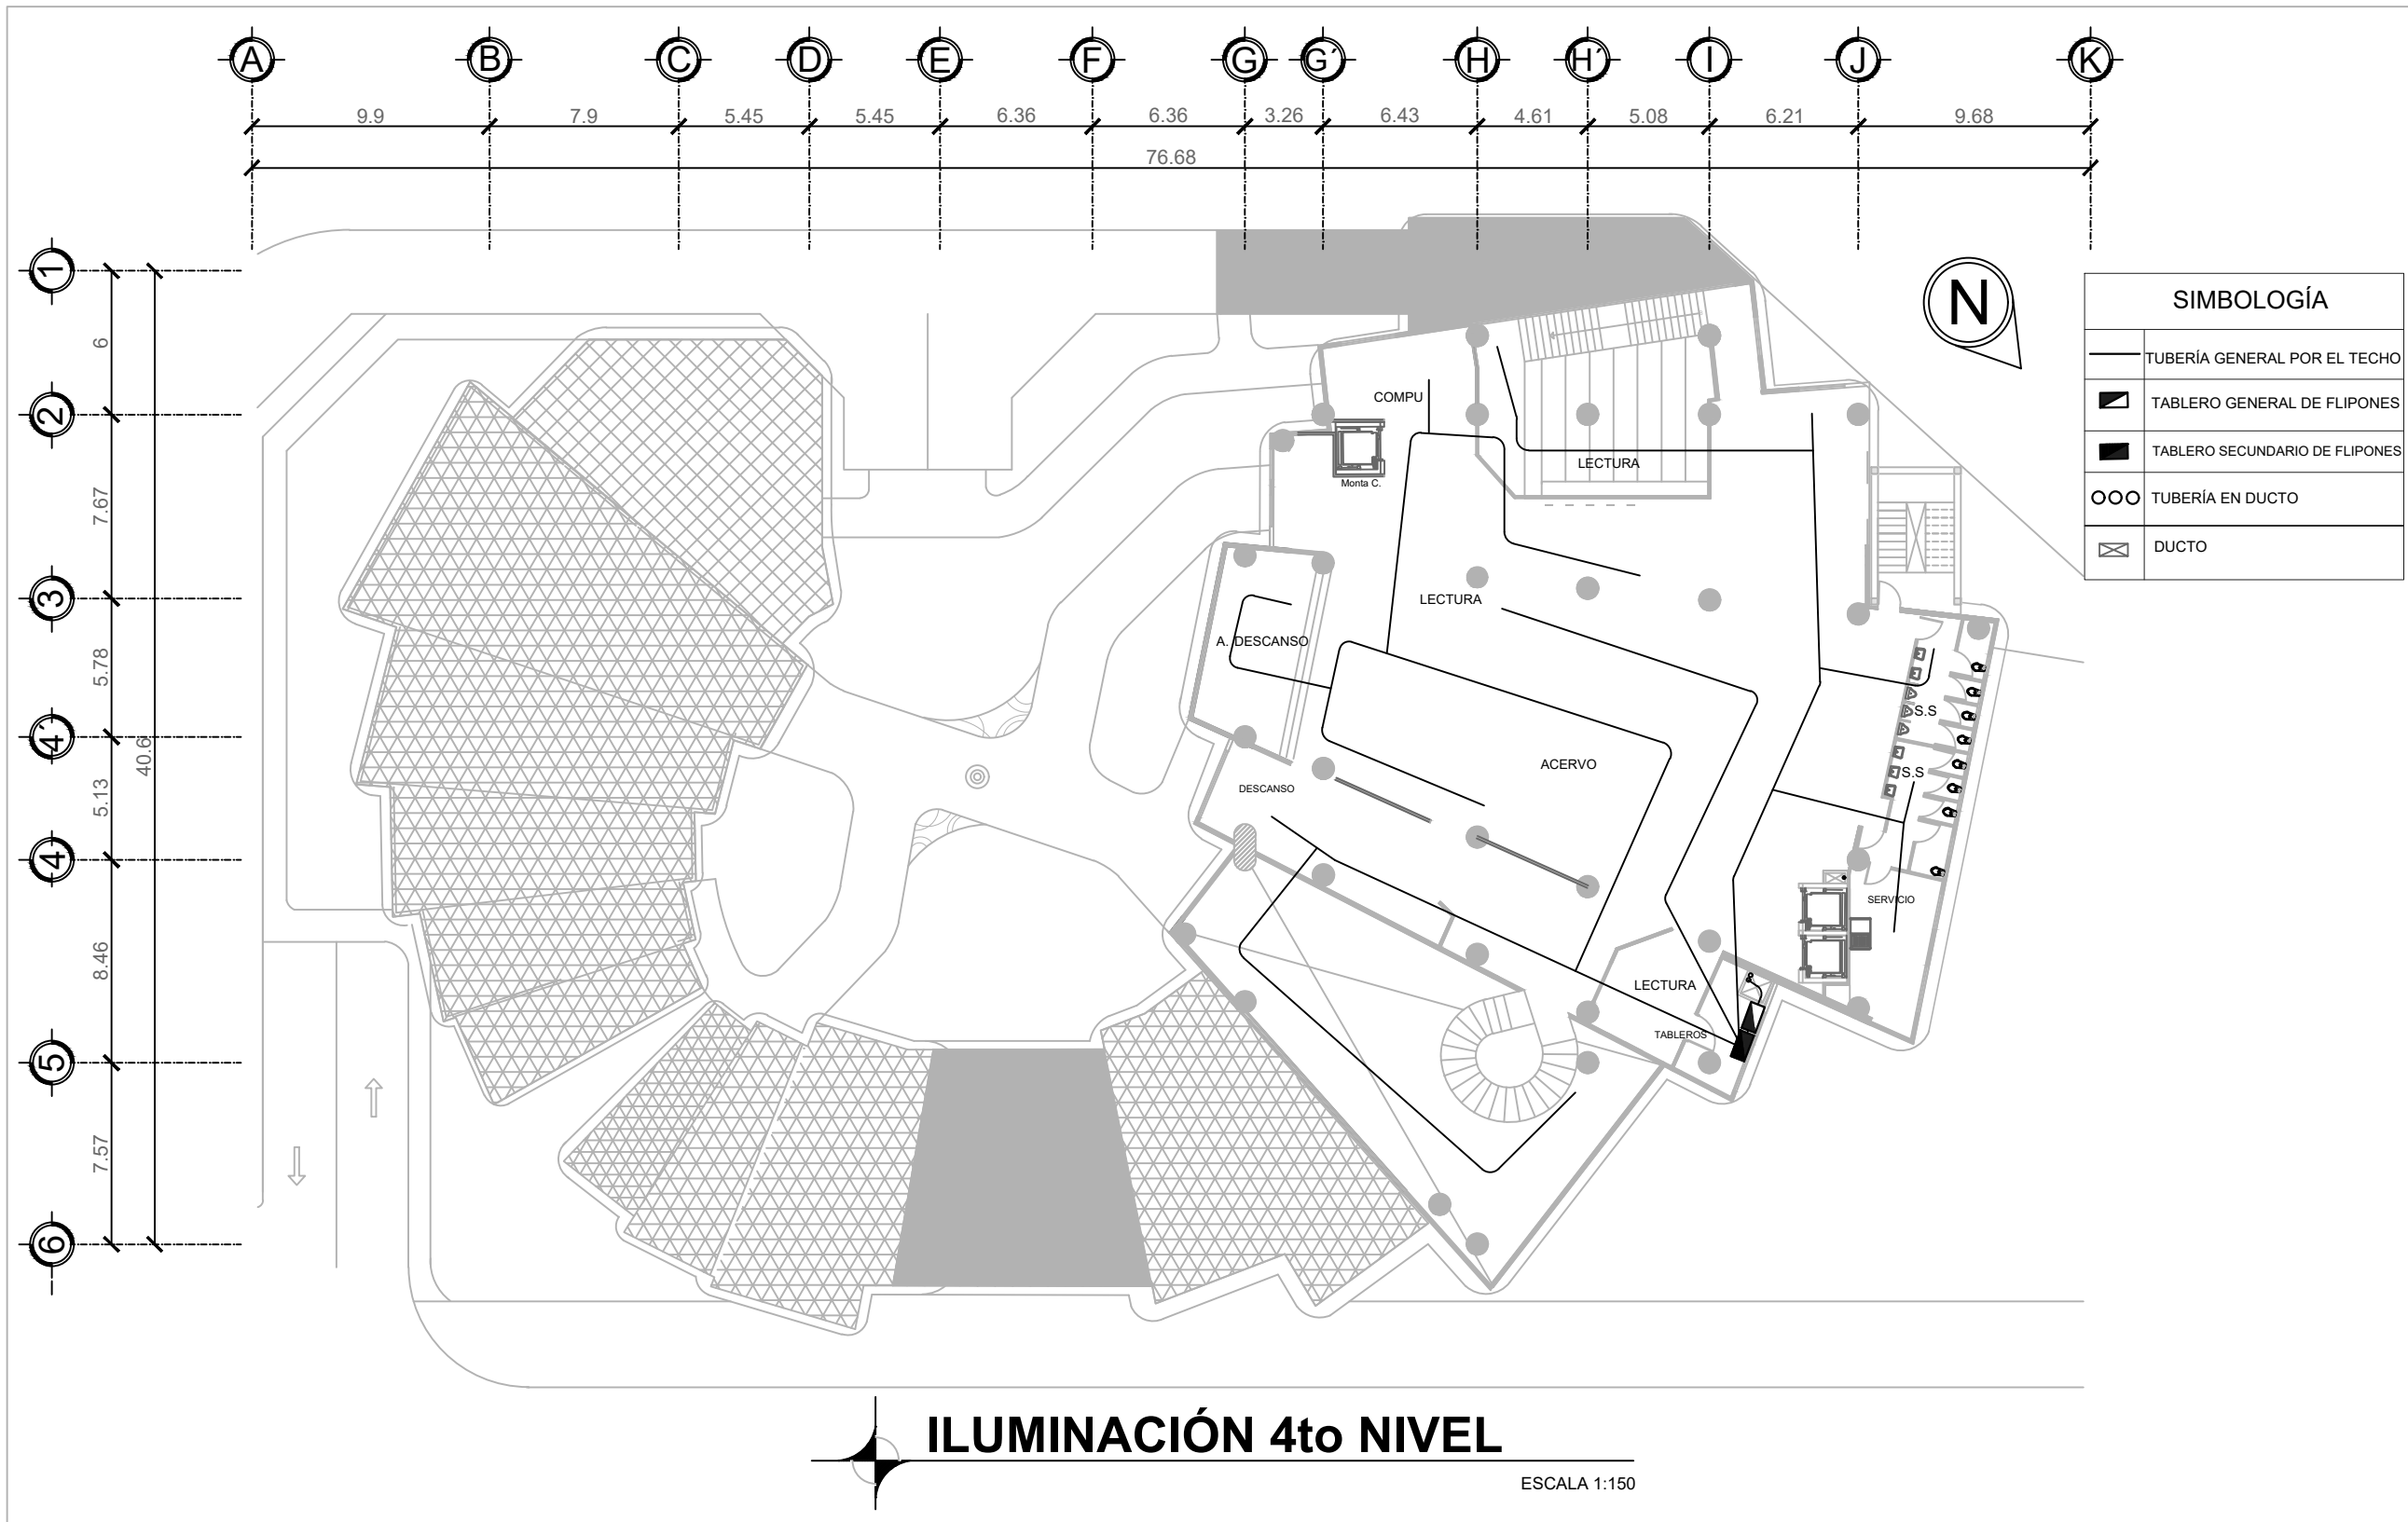 A B C D E F G G´ H H´ I J K
9.9 7.9 5.45 5.45 6.36 6.36 3.26 6.43 4.61 5.08 6.21 9.68
76.68
1
6
2
7.67
3
5.78
4´
40.6
5.13
4
8.46
5
7.57
6
N
SIMBOLOGÍA
TUBERÍA GENERAL POR EL TECHO
TABLERO GENERAL DE FLIPONES
TABLERO SECUNDARIO DE FLIPONES
TUBERÍA EN DUCTO
DUCTO
COMPU
LECTURA
Monta C.
LECTURA
A. DESCANSO
S.S
ACERVO
S.S
DESCANSO
SERVICIO
LECTURA
TABLEROS
ILUMINACIÓN 4to NIVEL
ESCALA 1:150